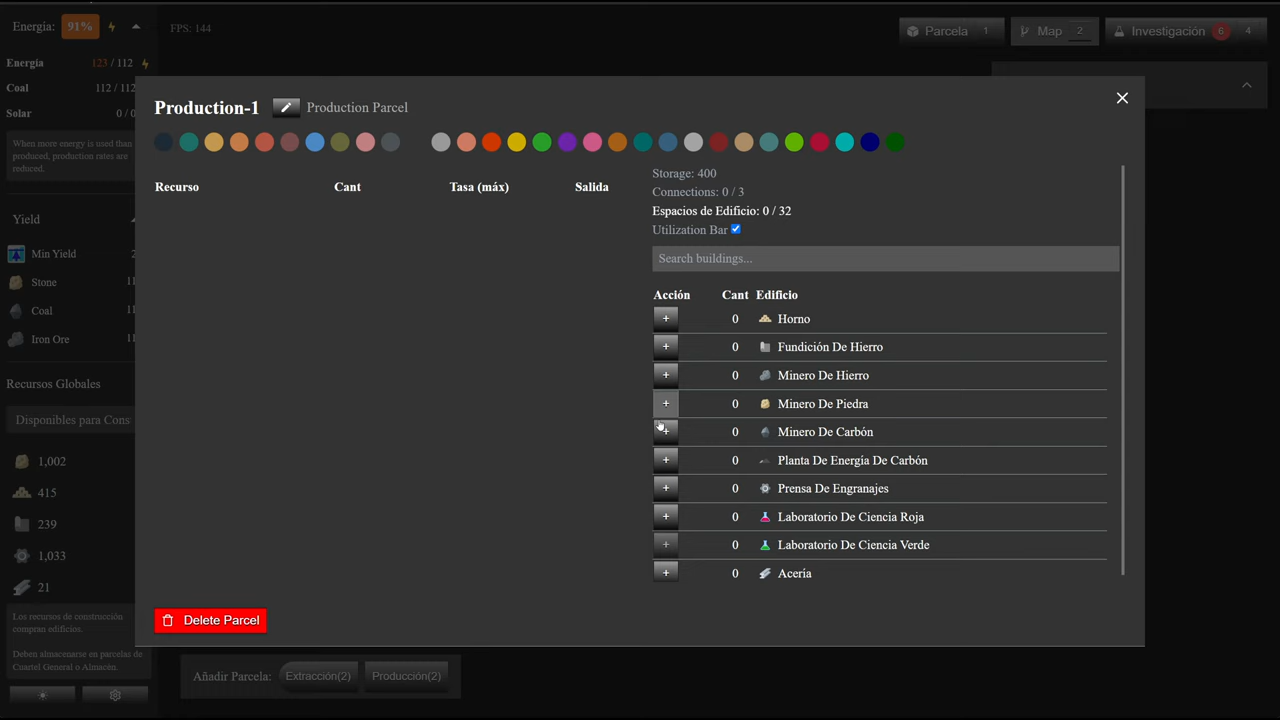 Energía: 91%
FPS: 144
Parcela 1
Map 2
Investigación 6 4
Energía 123 / 112
Coal 112 / 112
Solar 0 / 0
When more energy is used than
produced, production rates are
reduced.
Yield
Min Yield 2
Stone 11
Coal 11
Iron Ore 11
Recursos Globales
Disponibles para Cons
1,002
415
239
1,033
21
Los recursos de construcción
compran edificios.
Deben almacenarse en parcelas de
Cuartel General o Almacén.
Production-1 Production Parcel
Recurso Cant Tasa (máx) Salida
Storage: 400
Connections: 0 / 3
Espacios de Edificio: 0 / 32
Utilization Bar
Search buildings...
Acción Cant Edificio
+ 0 Horno
+ 0 Fundición De Hierro
+ 0 Minero De Hierro
+ 0 Minero De Piedra
+ 0 Minero De Carbón
+ 0 Planta De Energía De Carbón
+ 0 Prensa De Engranajes
+ 0 Laboratorio De Ciencia Roja
+ 0 Laboratorio De Ciencia Verde
+ 0 Acería
Delete Parcel
Añadir Parcela: Extracción(2) Producción(2)